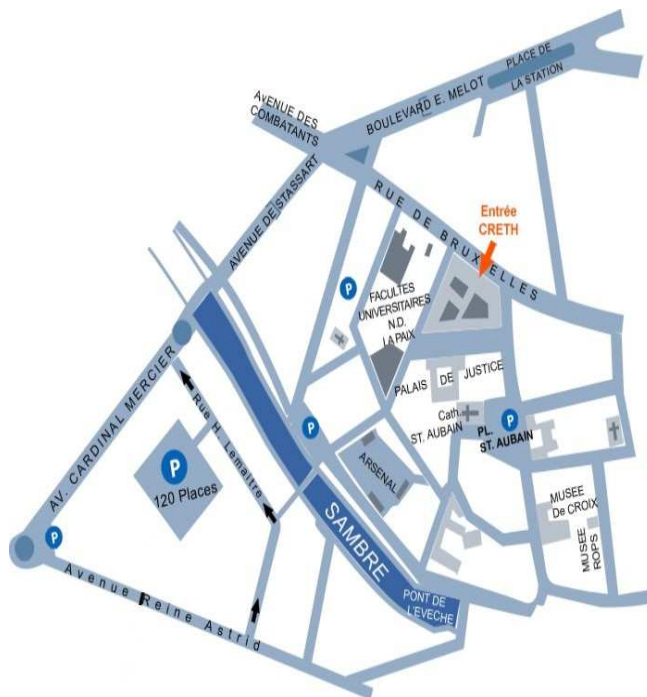 PLACE DE
LA STATION
BOULEVARD E. MELOT
AVENUE DES
COMBATANTS
AVENUE DE STASSART
RUE DE BRUXELLES
Entrée
CRETH
P
FACULTES
UNIVERSITAIRES
N.D.
LA PAIX
PALAIS DE JUSTICE
Cath.
ST. AUBAIN
P
PL.
ST. AUBAIN
AV. CARDINAL MERCIER
Rue H. Lemaitre
P
120 Places
P
ARSENAL
SAMBRE
MUSEE
De CROIX
MUSEE
ROPS
P
PONT DE
L'EVECHE
Avenue Reine Astrid